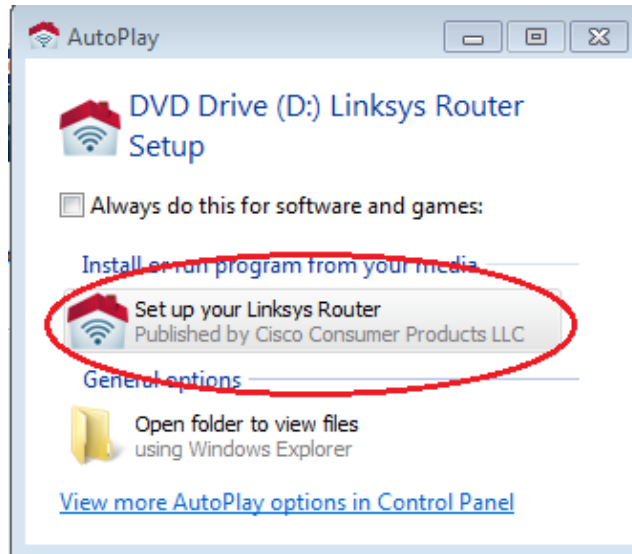 AutoPlay
DVD Drive (D:) Linksys Router
Setup
Always do this for software and games:
Install or run program from your media
Set up your Linksys Router
Published by Cisco Consumer Products LLC
General options
Open folder to view files
using Windows Explorer
View more AutoPlay options in Control Panel